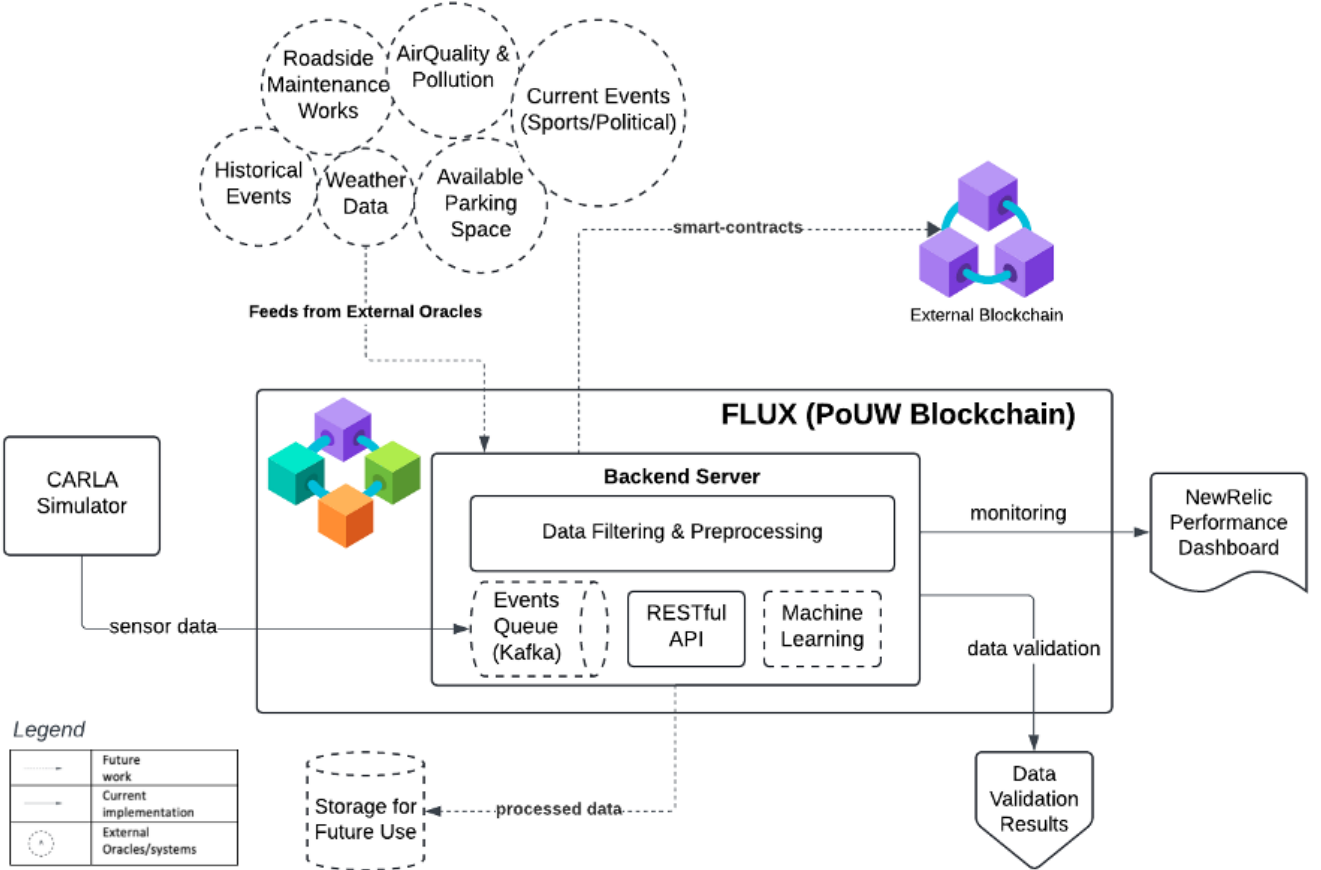 Roadside
Maintenance
Works
AirQuality &
Pollution
Current Events
(Sports/Political)
Historical
Events
Weather
Data
Available
Parking
Space
smart-contracts
External Blockchain
Feeds from External Oracles
FLUX (PoUW Blockchain)
CARLA
Simulator
Backend Server
Data Filtering & Preprocessing
monitoring
NewRelic
Performance
Dashboard
sensor data
Events
Queue
(Kafka)
RESTful
API
Machine
Learning
data validation
Legend
Future
work
Current
implementation
A
External
Oracles/systems
Storage for
Future Use
processed data
Data
Validation
Results